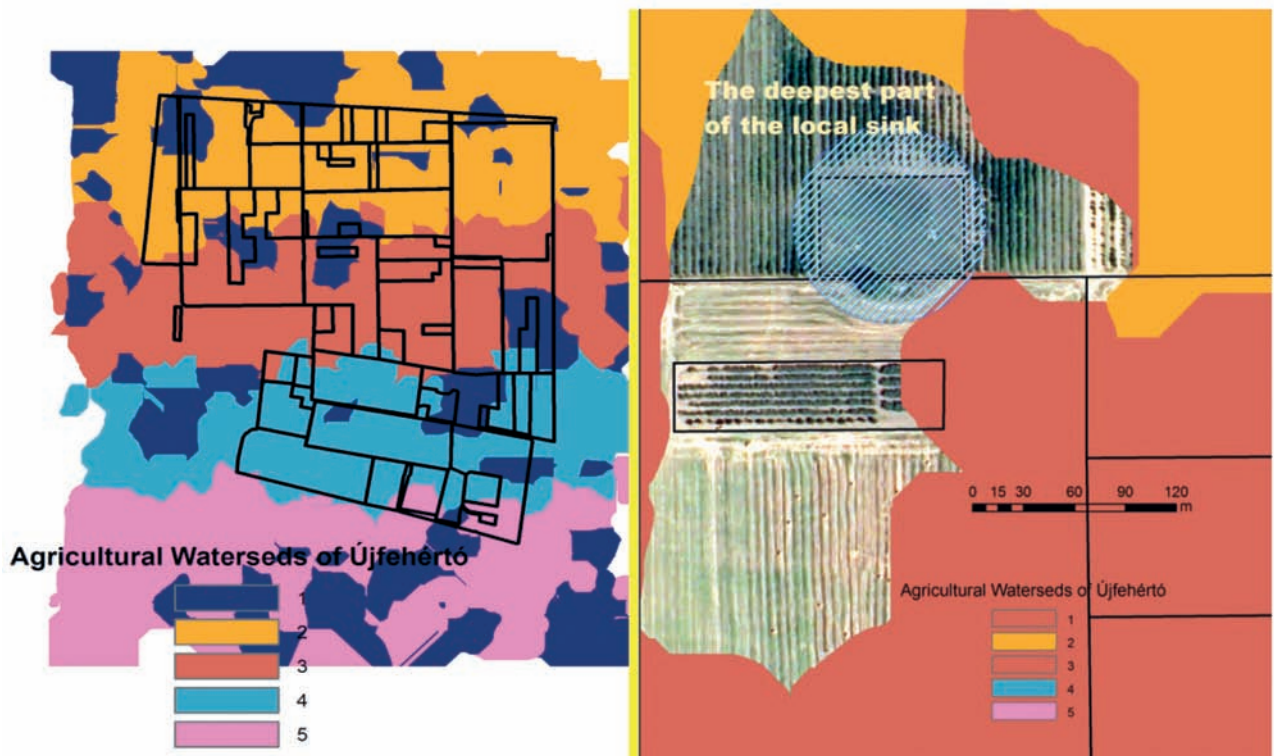 Agricultural Waterseds of Újfehértó
1
2
3
4
5
The deepest part
of the local sink
0 15 30 60 90 120
m
Agricultural Waterseds of Újfehértó
1
2
3
4
5